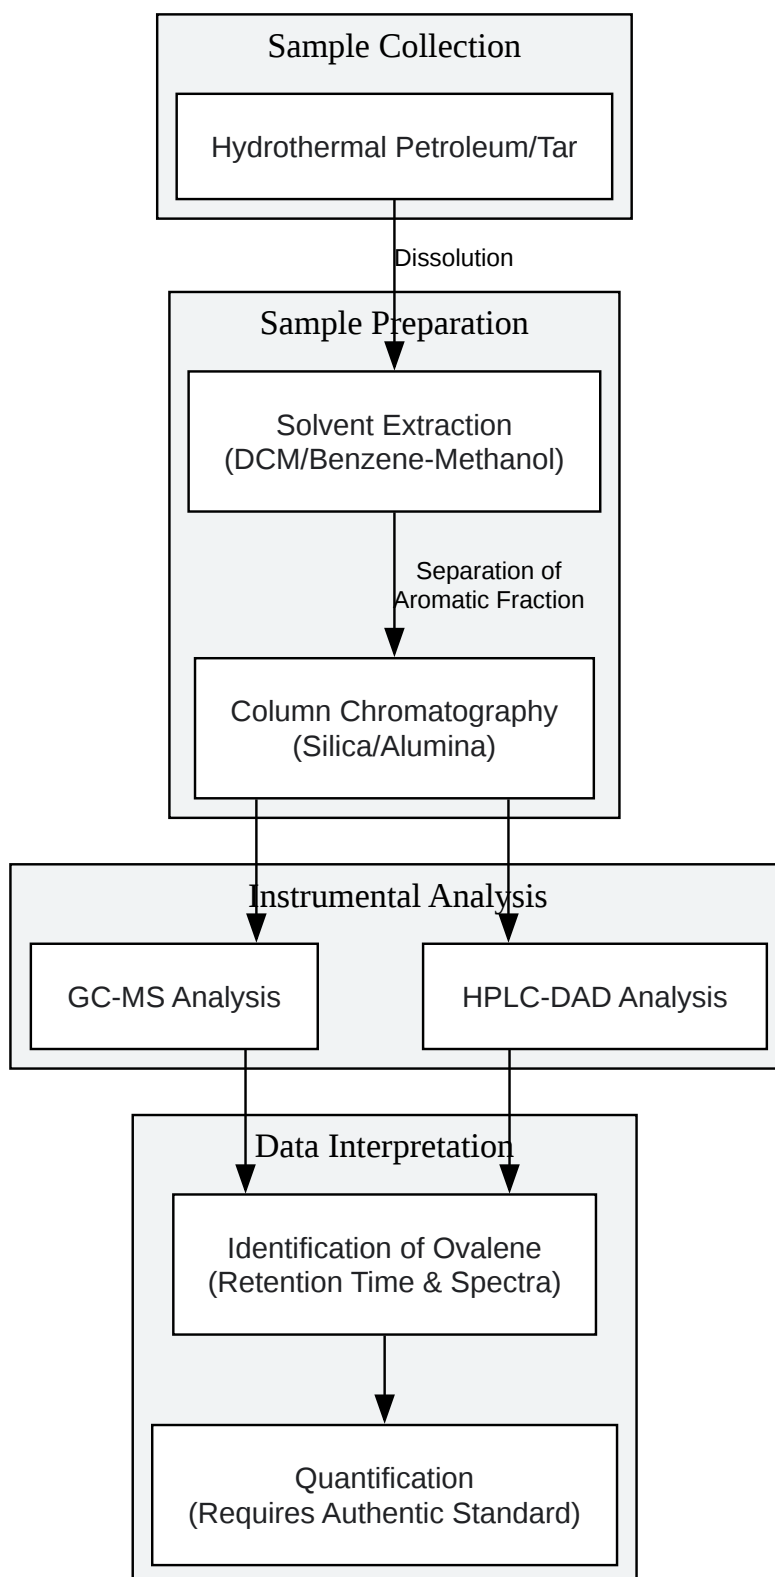 Sample Collection
Hydrothermal Petroleum/Tar
Dissolution
Sample Preparation
Solvent Extraction
(DCM/Benzene-Methanol)
Separation of
Aromatic Fraction
Column Chromatography
(Silica/Alumina)
Instrumental Analysis
GC-MS Analysis
HPLC-DAD Analysis
Data Interpretation
Identification of Ovalene
(Retention Time & Spectra)
Quantification
(Requires Authentic Standard)